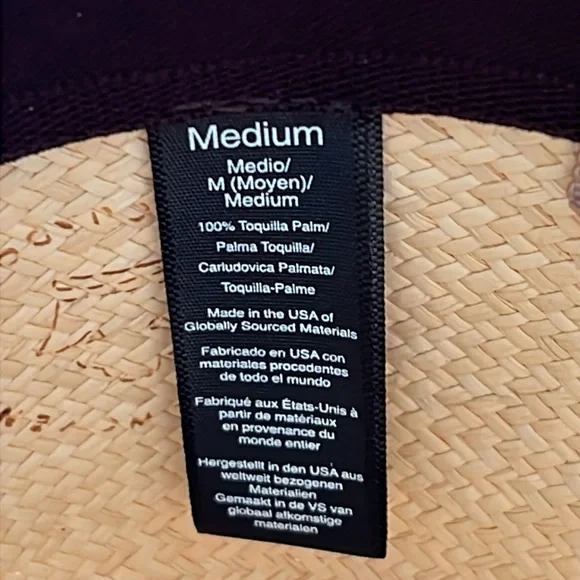 Medium
Medio/
M (Moyen)/
Medium
100% Toquilla Palm/
Palma Toquilla/
Carludovica Palmata/
Toquilla-Palme
Made in the USA of
Globally Sourced Materials
Fabricado en USA con
materiales procedentes
de todo el mundo
Fabriqué aux États-Unis à
partir de matériaux
en provenance du
monde entier
Hergestellt in den USA aus
weltweit bezogenen
Materialien
Gemaakt in de VS van
globaal afkomstige
materialen